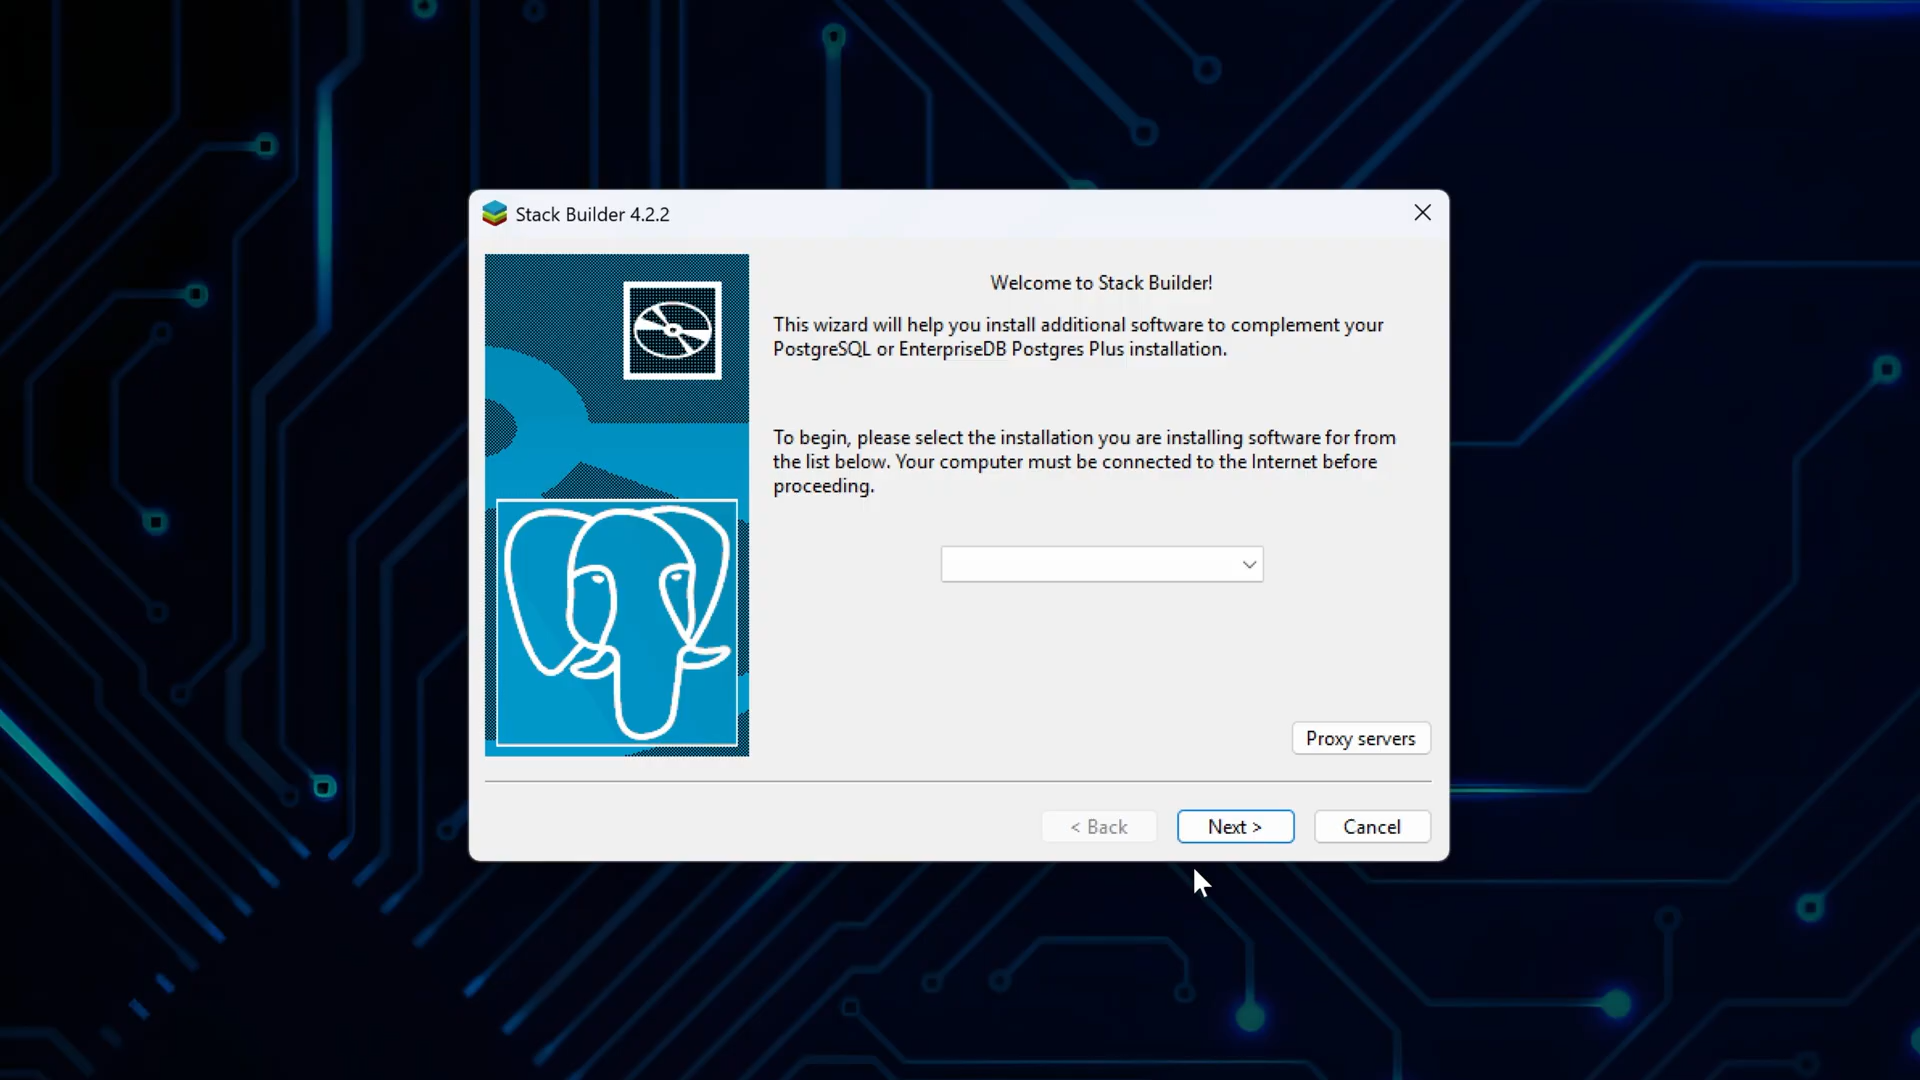 Stack Builder 4.2.2
Welcome to Stack Builder!
This wizard will help you install additional software to complement your
PostgreSQL or EnterpriseDB Postgres Plus installation.
To begin, please select the installation you are installing software for from
the list below. Your computer must be connected to the Internet before
proceeding.
Proxy servers
< Back
Next >
Cancel